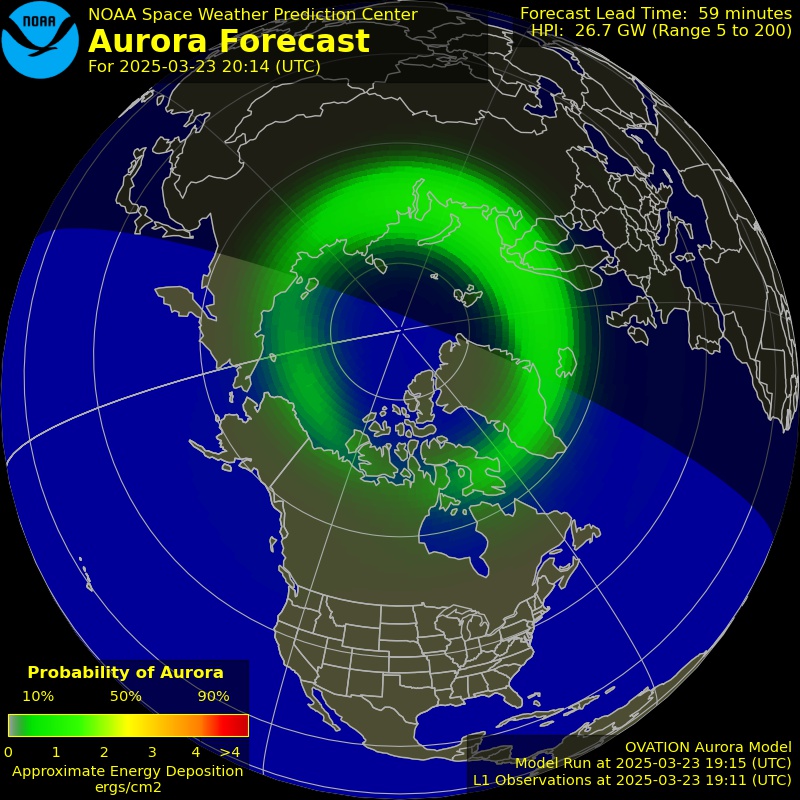 NOAA
NOAA Space Weather Prediction Center
Aurora Forecast
For 2025-03-23 20:14 (UTC)
Forecast Lead Time: 59 minutes
HPI: 26.7 GW (Range 5 to 200)
Probability of Aurora
10% 50% 90%
0 1 2 3 4 >4
Approximate Energy Deposition
ergs/cm2
OVATION Aurora Model
Model Run at 2025-03-23 19:15 (UTC)
L1 Observations at 2025-03-23 19:11 (UTC)